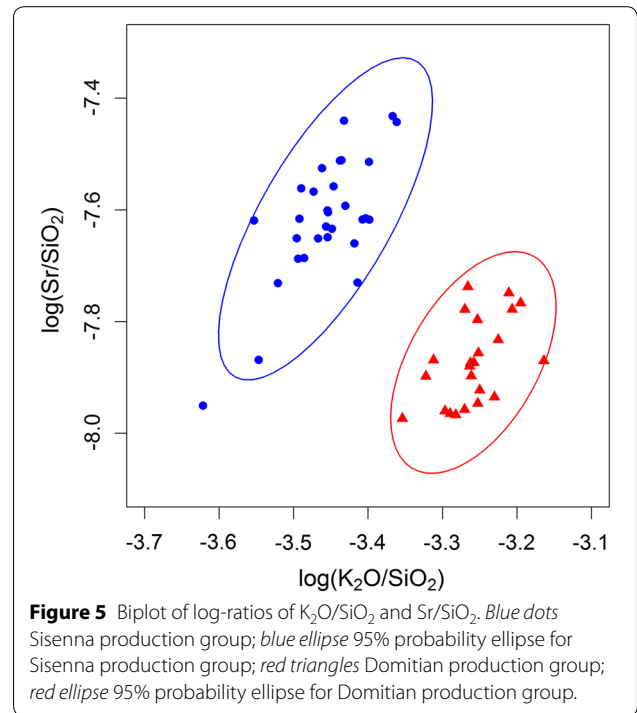 -7.4
-7.6
-7.8
-8.0
log(Sr/SiO₂)
-3.7 -3.6 -3.5 -3.4 -3.3 -3.2 -3.1
log(K₂O/SiO₂)
Figure 5 Biplot of log-ratios of K₂O/SiO₂ and Sr/SiO₂. Blue dots
Sisenna production group; blue ellipse 95% probability ellipse for
Sisenna production group; red triangles Domitian production group;
red ellipse 95% probability ellipse for Domitian production group.